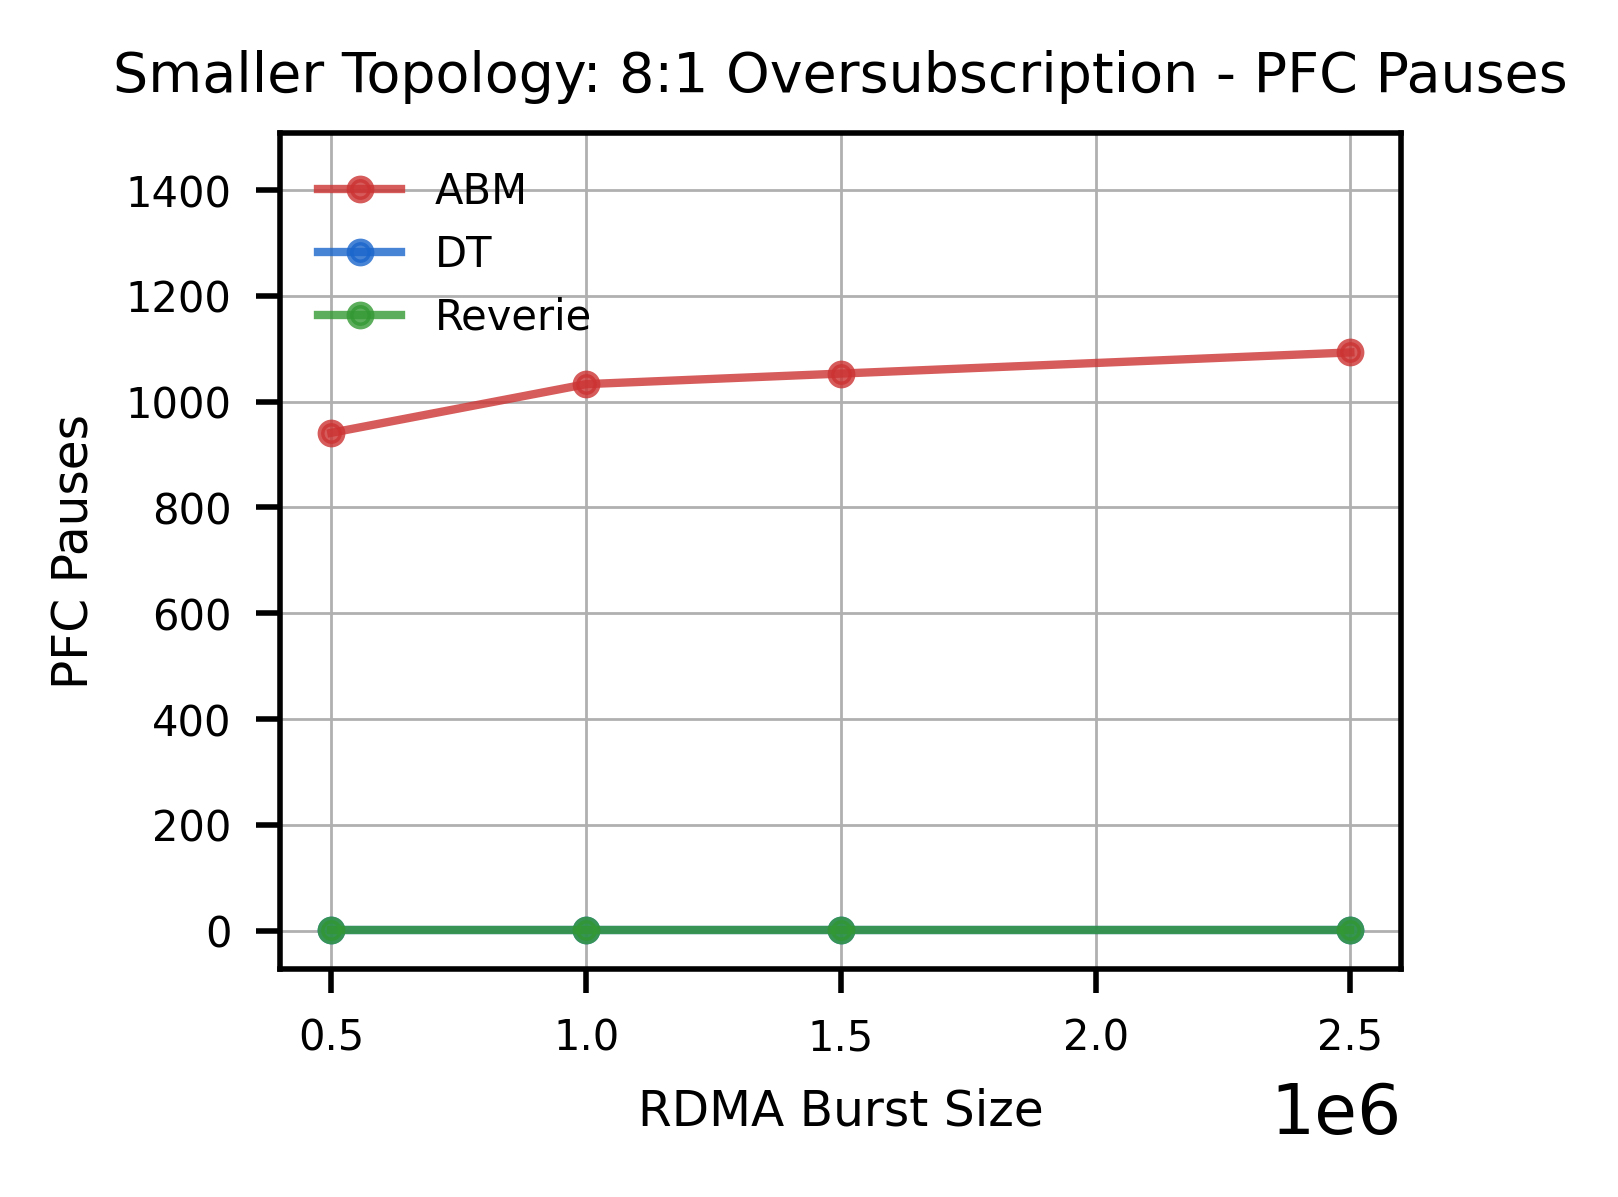 Smaller Topology: 8:1 Oversubscription - PFC Pauses
ABM
DT
Reverie
1400
1200
1000
800
600
400
200
0
PFC Pauses
0.5 1.0 1.5 2.0 2.5
RDMA Burst Size
1e6